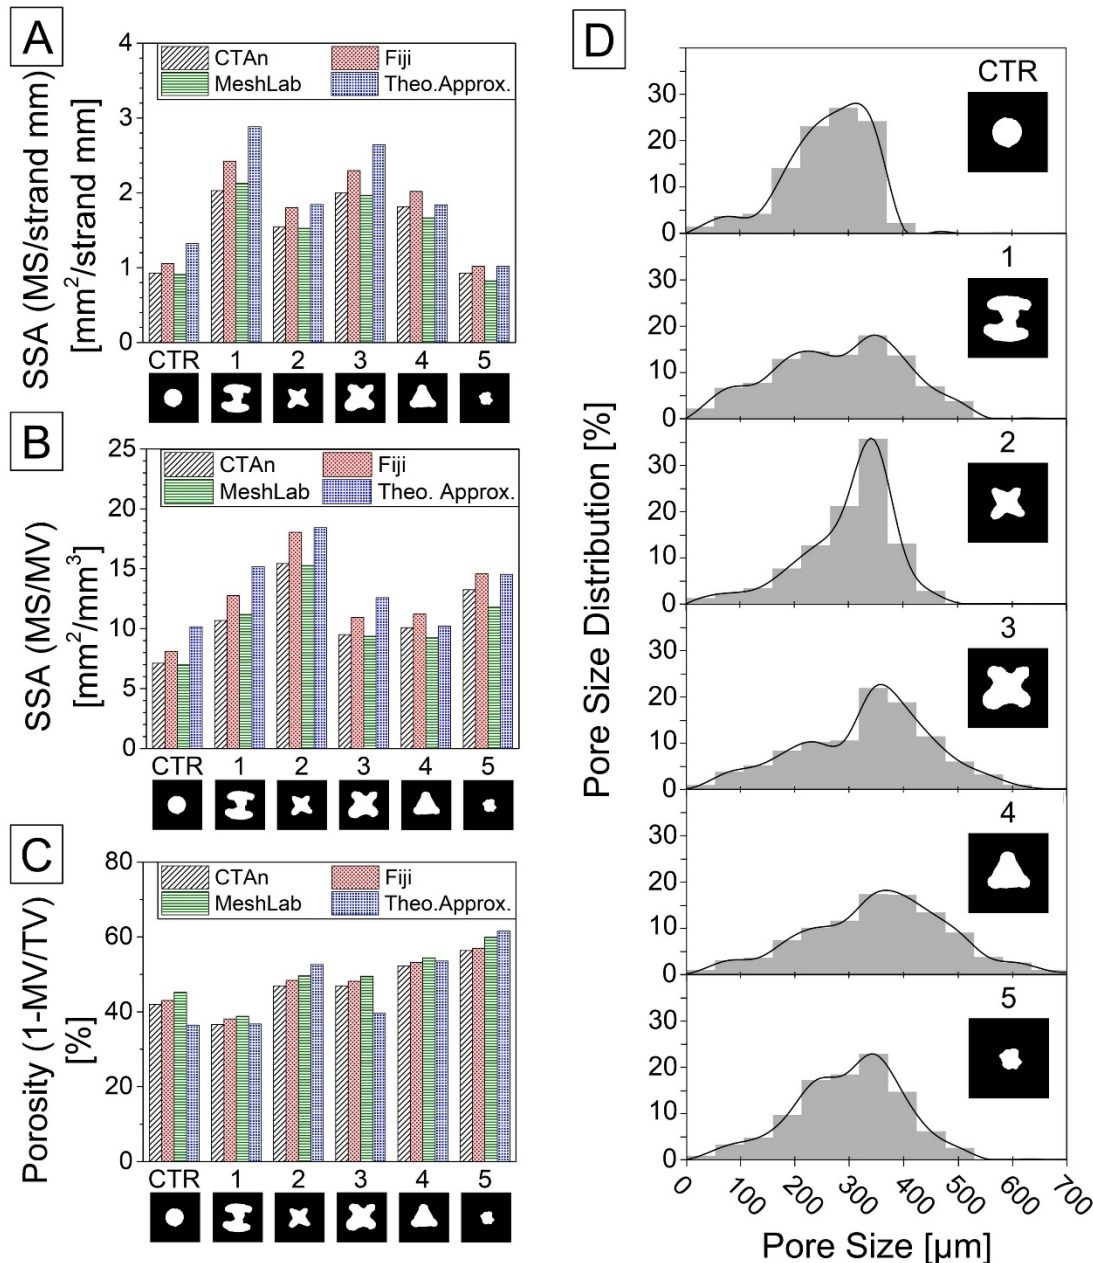 A
SSA (MS/strand mm)
[mm²/strand mm]
4
3
2
1
0
CTAn
Fiji
MeshLab
Theo.Approx.
CTR 1 2 3 4 5
B
SSA (MS/MV)
[mm²/mm³]
25
20
15
10
5
0
CTAn
Fiji
MeshLab
Theo. Approx.
CTR 1 2 3 4 5
C
Porosity (1-MV/TV)
[%]
80
60
40
20
0
CTAn
Fiji
MeshLab
Theo.Approx.
CTR 1 2 3 4 5
D
Pore Size Distribution [%]
CTR
30
20
10
0
1
30
20
10
0
2
30
20
10
0
3
30
20
10
0
4
30
20
10
0
5
30
20
10
0
0 100 200 300 400 500 600 700
Pore Size [µm]